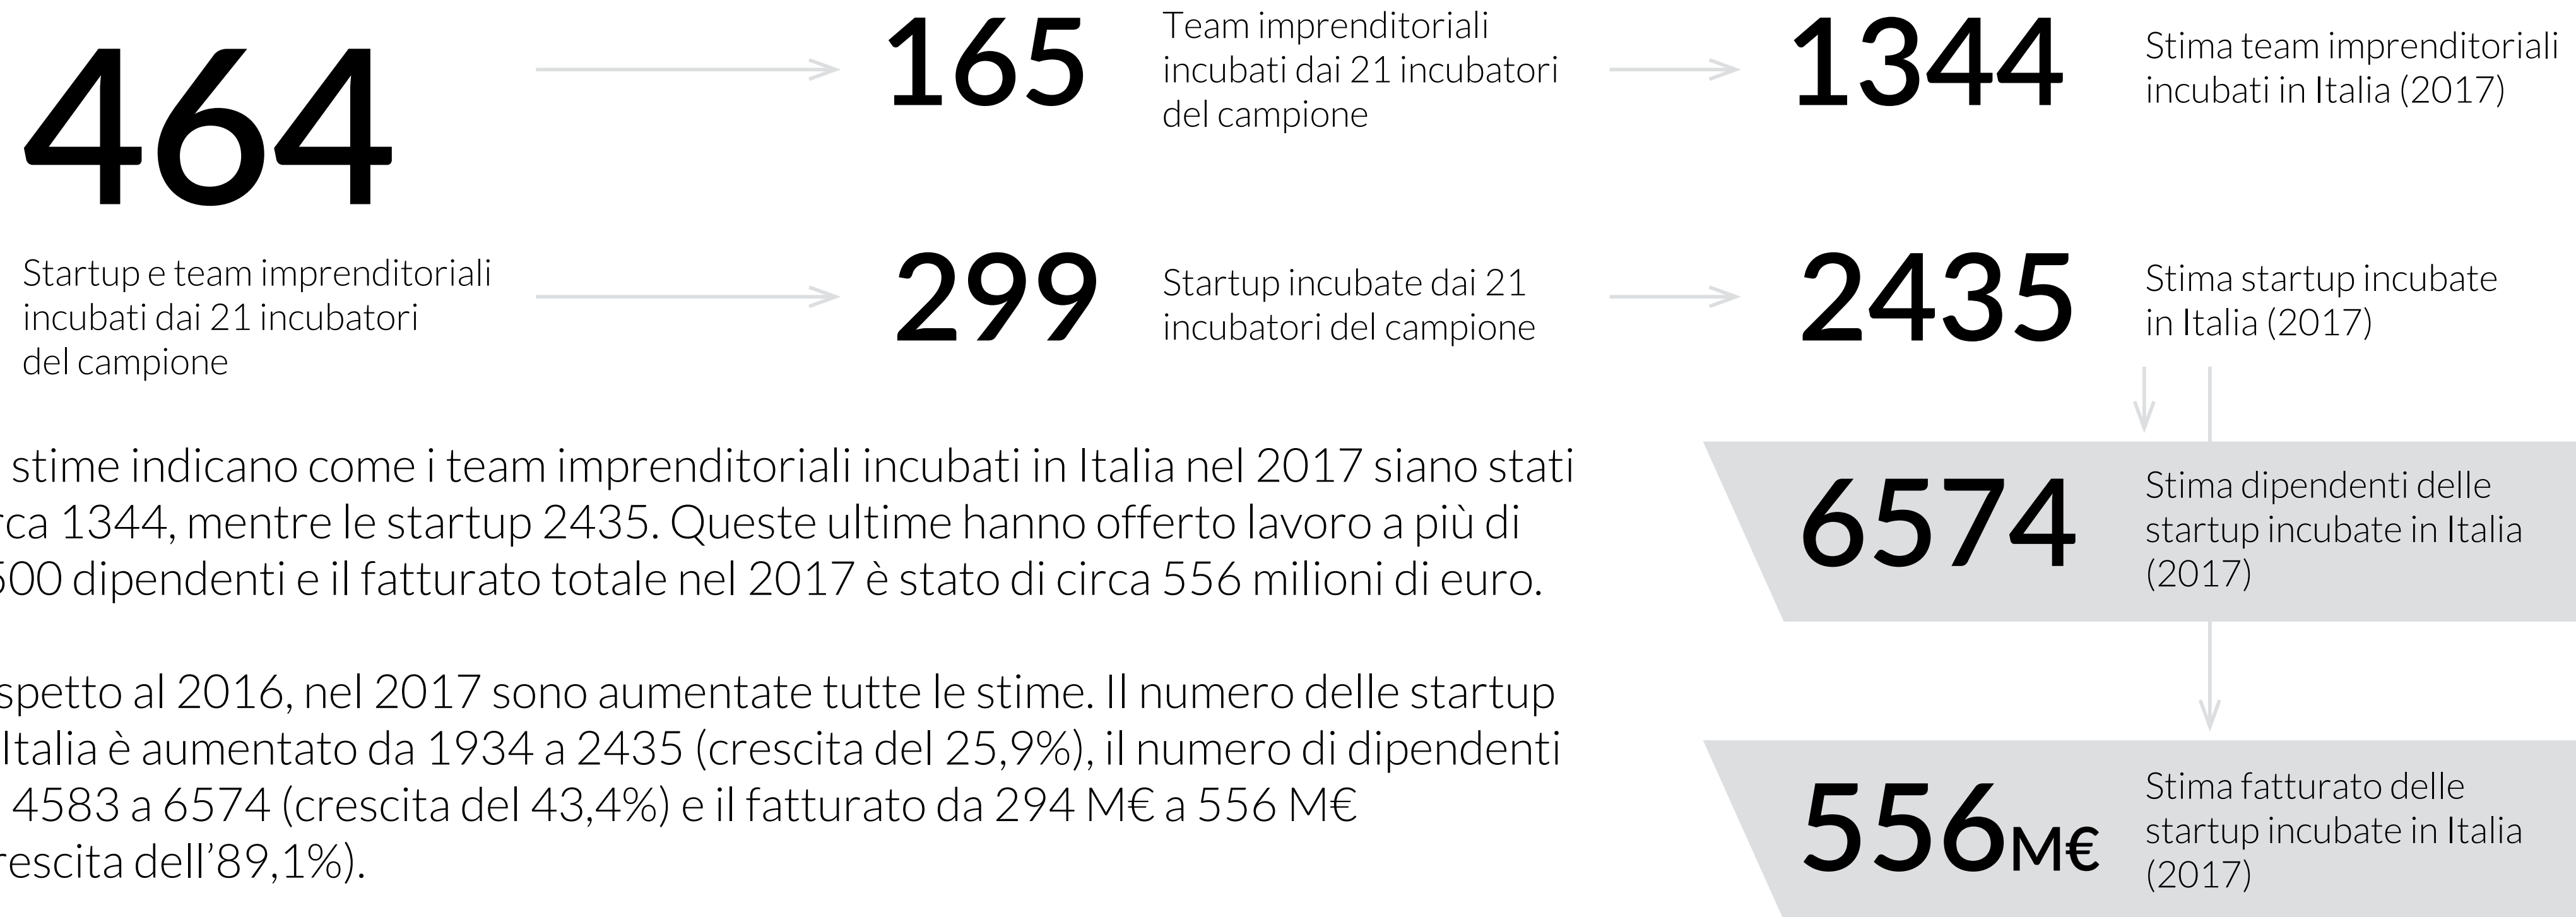 464
Startup e team imprenditoriali
incubati dai 21 incubatori
del campione
165
Team imprenditoriali
incubati dai 21 incubatori
del campione
1344
Stima team imprenditoriali
incubati in Italia (2017)
299
Startup incubate dai 21
incubatori del campione
2435
Stima startup incubate
in Italia (2017)
stime indicano come i team imprenditoriali incubati in Italia nel 2017 siano stati
rca 1344, mentre le startup 2435. Queste ultime hanno offerto lavoro a più di
500 dipendenti e il fatturato totale nel 2017 è stato di circa 556 milioni di euro.
spetto al 2016, nel 2017 sono aumentate tutte le stime. Il numero delle startup
Italia è aumentato da 1934 a 2435 (crescita del 25,9%), il numero di dipendenti
4583 a 6574 (crescita del 43,4%) e il fatturato da 294 M€ a 556 M€
rescita dell’89,1%).
6574
Stima dipendenti delle
startup incubate in Italia
(2017)
556M€
Stima fatturato delle
startup incubate in Italia
(2017)